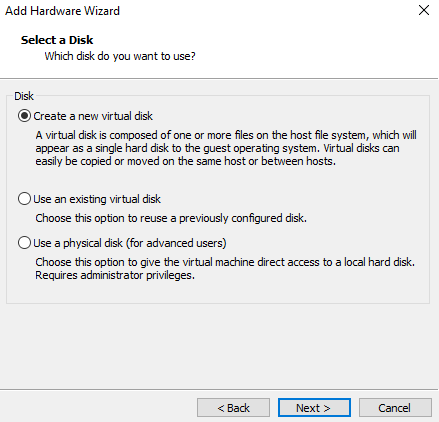 Add Hardware Wizard
Select a Disk
Which disk do you want to use?
Disk
Create a new virtual disk
A virtual disk is composed of one or more files on the host file system, which will
appear as a single hard disk to the guest operating system. Virtual disks can
easily be copied or moved on the same host or between hosts.
Use an existing virtual disk
Choose this option to reuse a previously configured disk.
Use a physical disk (for advanced users)
Choose this option to give the virtual machine direct access to a local hard disk.
Requires administrator privileges.
< Back Next > Cancel